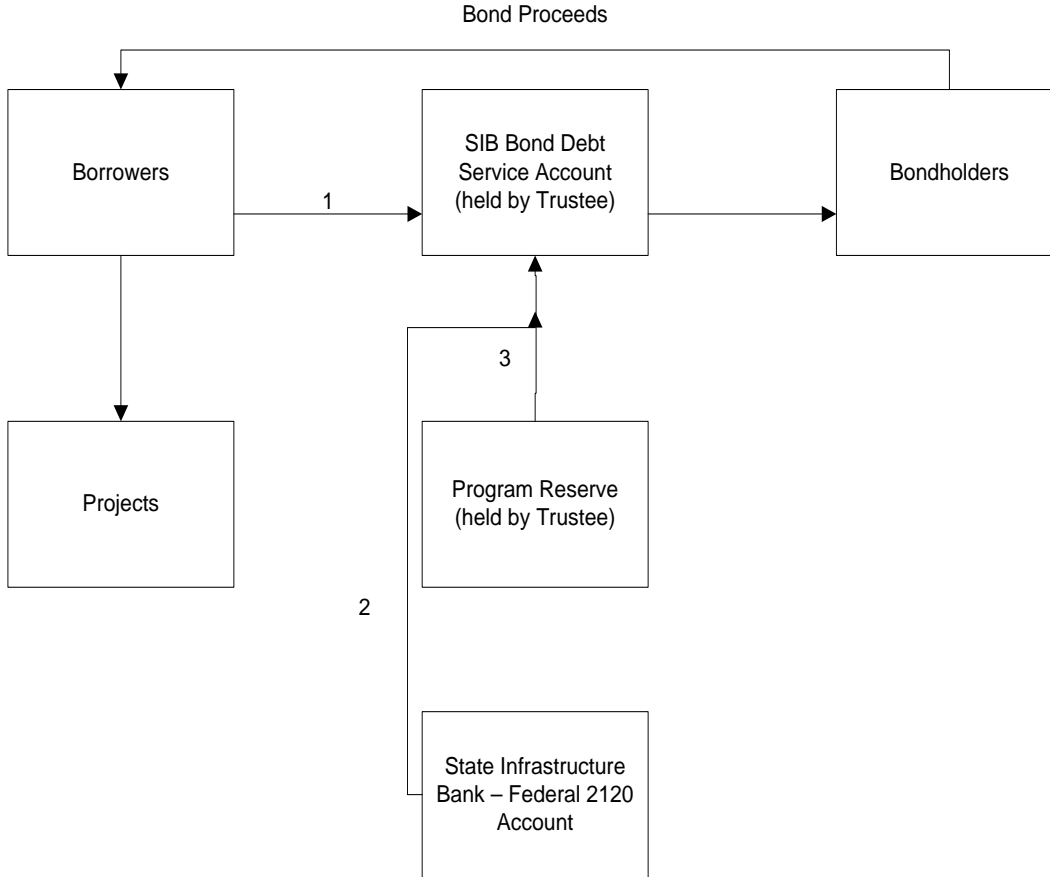 Bond Proceeds
Borrowers
SIB Bond Debt
Service Account
(held by Trustee)
Bondholders
1
3
Projects
Program Reserve
(held by Trustee)
2
State Infrastructure
Bank – Federal 2120
Account